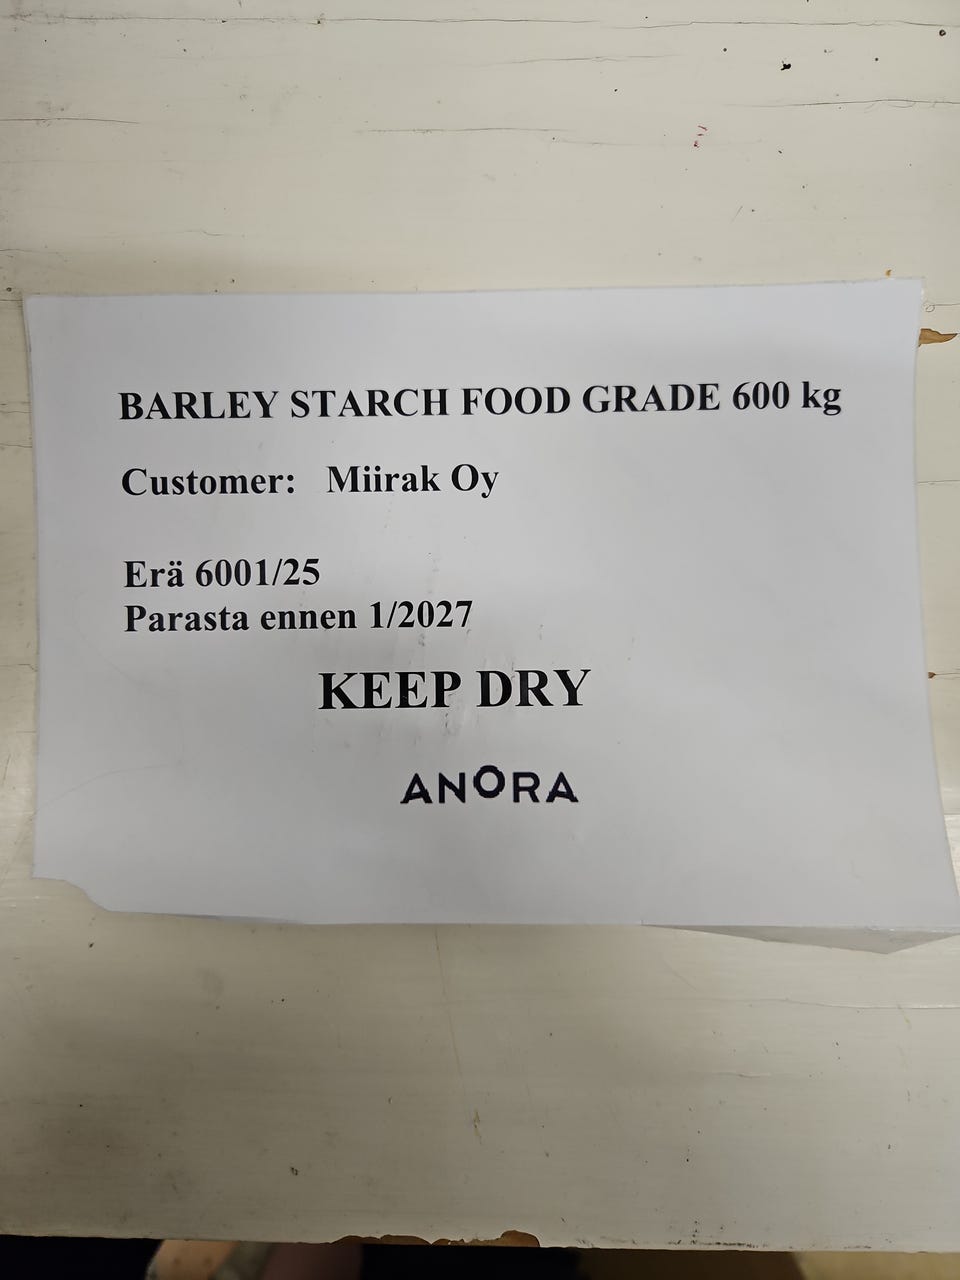 BARLEY STARCH FOOD GRADE 600 kg
Customer: Miirak Oy
Erä 6001/25
Parasta ennen 1/2027
KEEP DRY
ANORA